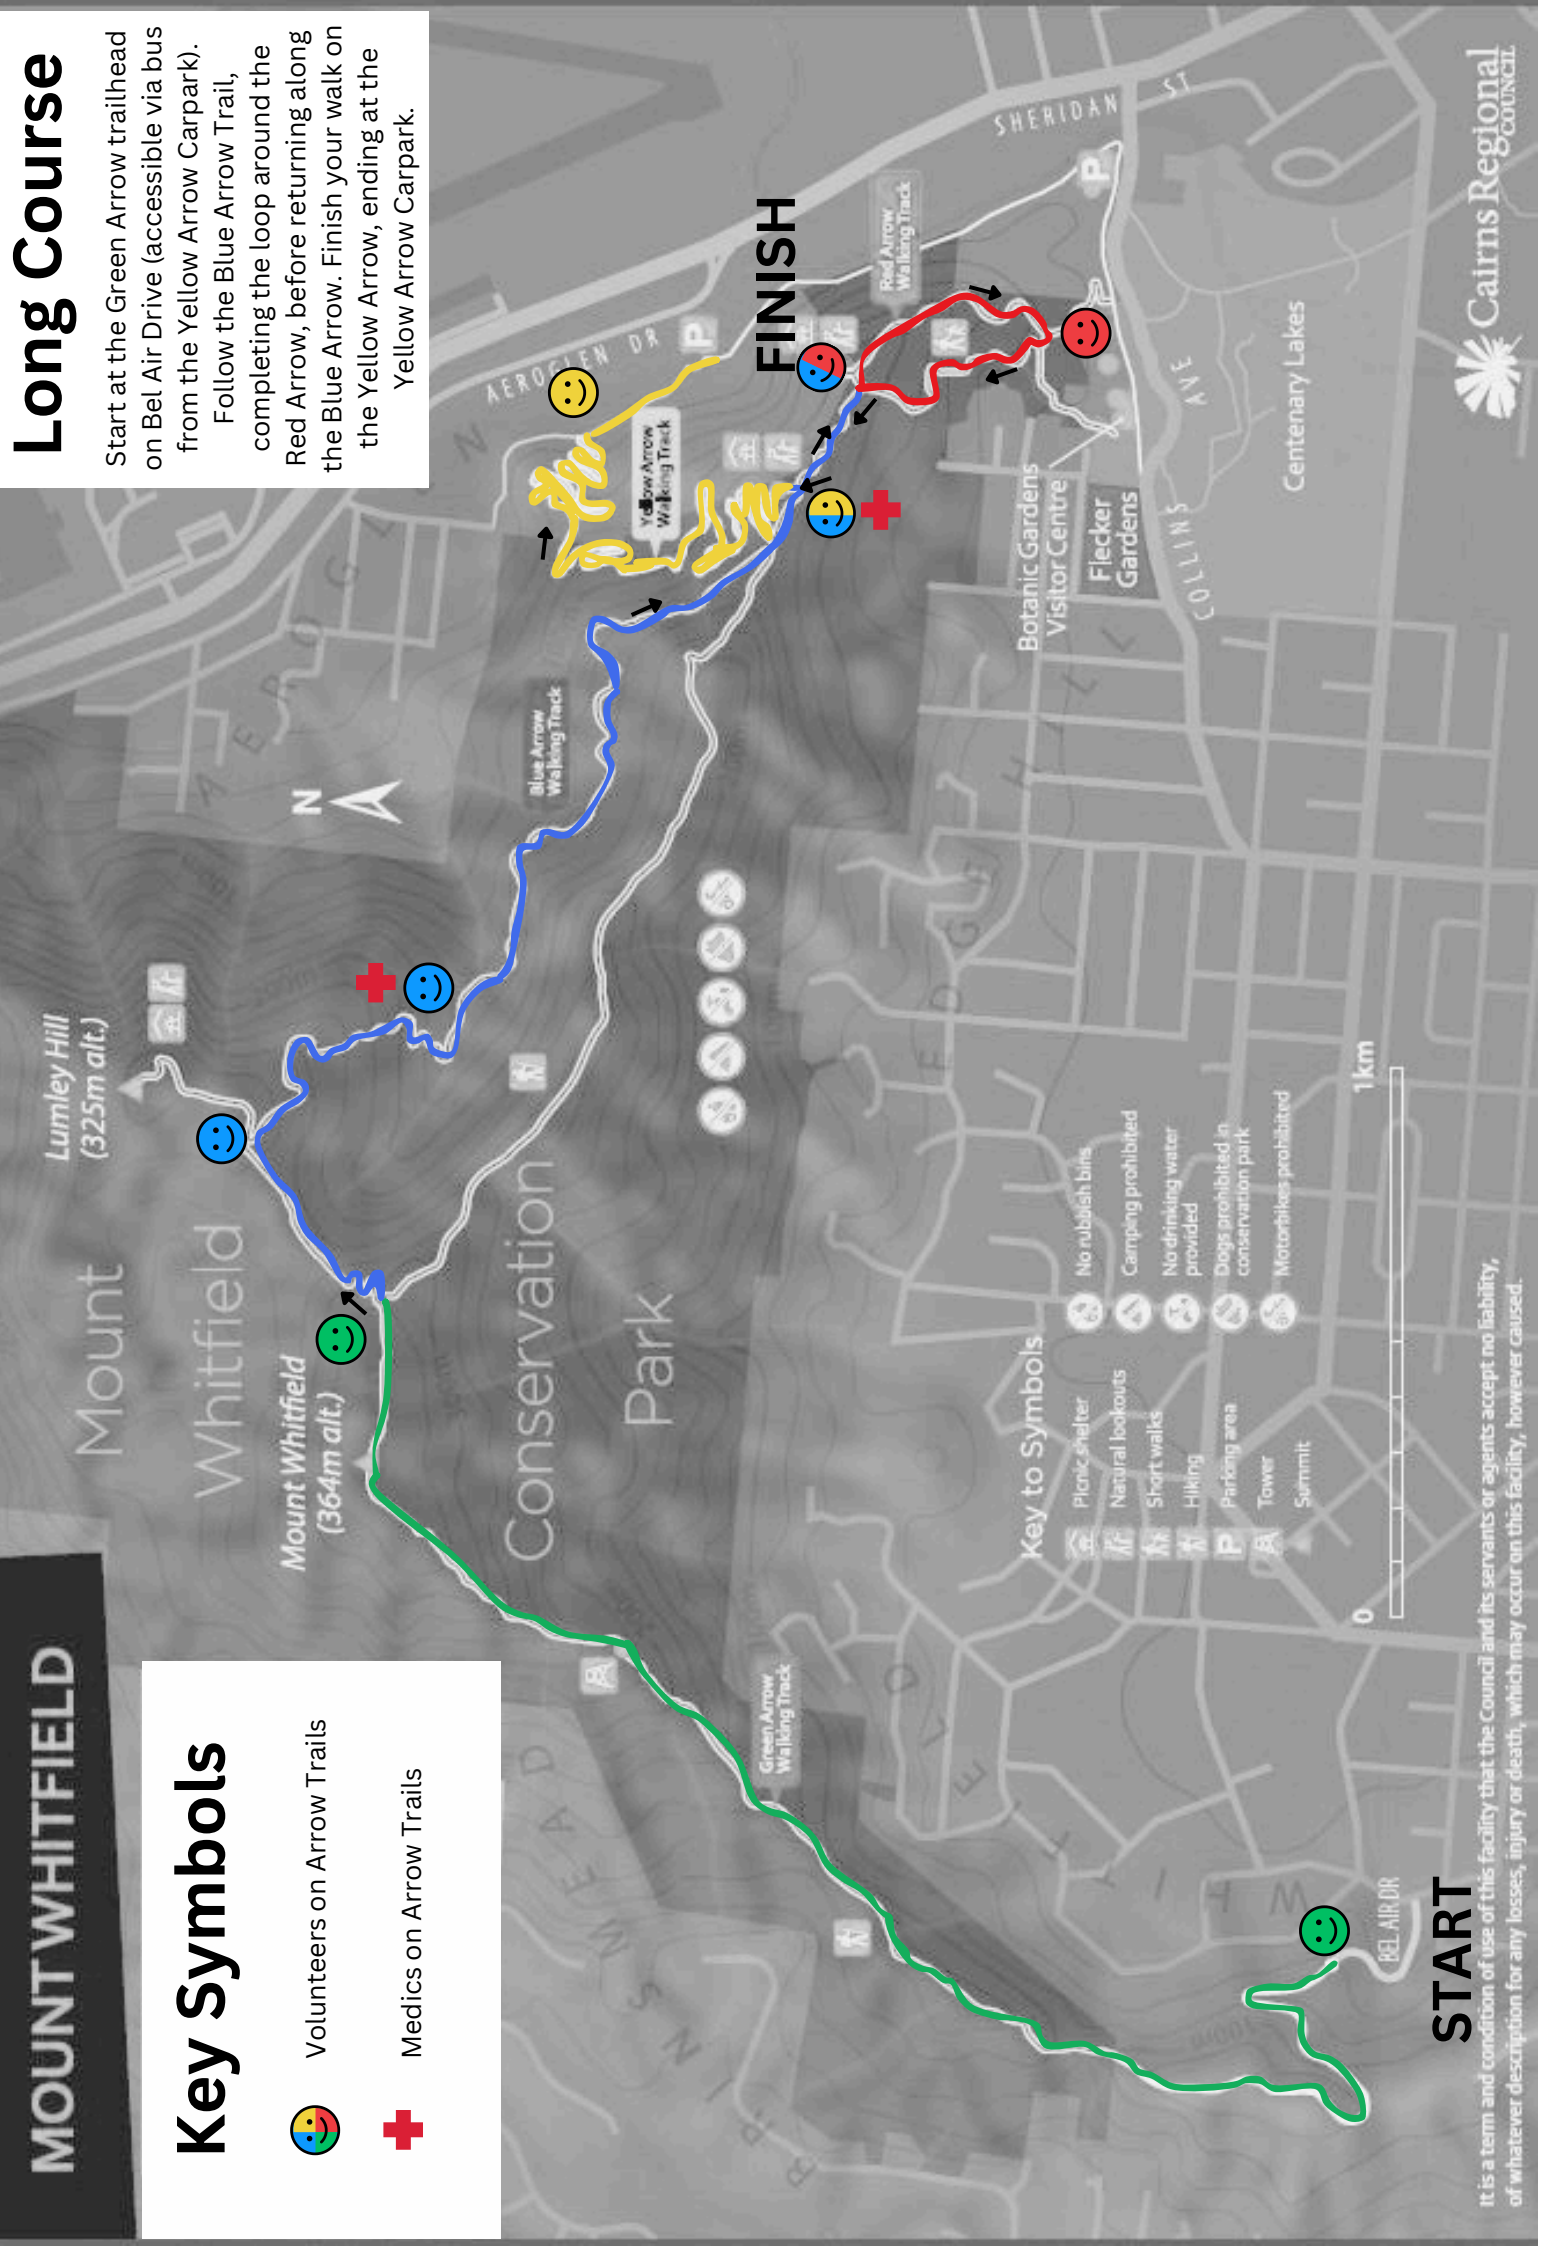 MOUNT WHITFIELD
Key Symbols
Volunteers on Arrow Trails
Medics on Arrow Trails
Long Course
Start at the Green Arrow trailhead
on Bel Air Drive (accessible via bus
from the Yellow Arrow Carpark).
Follow the Blue Arrow Trail,
completing the loop around the
Red Arrow, before returning along
the Blue Arrow. Finish your walk on
the Yellow Arrow, ending at the
Yellow Arrow Carpark.
Lumley Hill
(325m alt.)
Mount
Whitfield
Conservation
Park
Mount Whitfield
(364m alt.)
N
AEROGLEN
AEROGLEN DR
P
Yellow Arrow
Walking Track
Blue Arrow
Walking Track
Red Arrow
Walking Track
Green Arrow
Walking Track
FINISH
SHERIDAN ST
P
COLLINS AVE
Botanic Gardens
Visitor Centre
Flecker
Gardens
Centenary Lakes
EDGE HILL
WHITFIELD
BEL AIR DR
START
100m
Key to Symbols
Picnic shelter
Natural lookouts
Short walks
Hiking
P
Parking area
Tower
Summit
No rubbish bins
Camping prohibited
No drinking water
provided
Dogs prohibited in
conservation park
Motorbikes prohibited
0
1km
Cairns Regional
COUNCIL
It is a term and condition of use of this facility that the Council and its servants or agents accept no liability,
of whatever description for any losses, injury or death, which may occur on this facility, however caused.